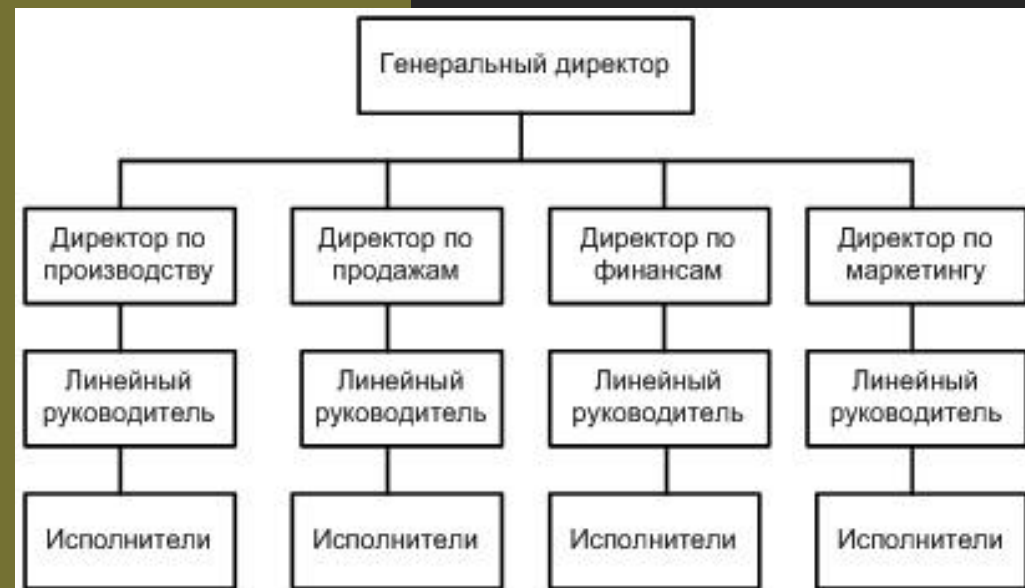 Генеральный директор
Директор по
производству
Директор по
продажам
Директор по
финансам
Директор по
маркетингу
Линейный
руководитель
Линейный
руководитель
Линейный
руководитель
Линейный
руководитель
Исполнители
Исполнители
Исполнители
Исполнители